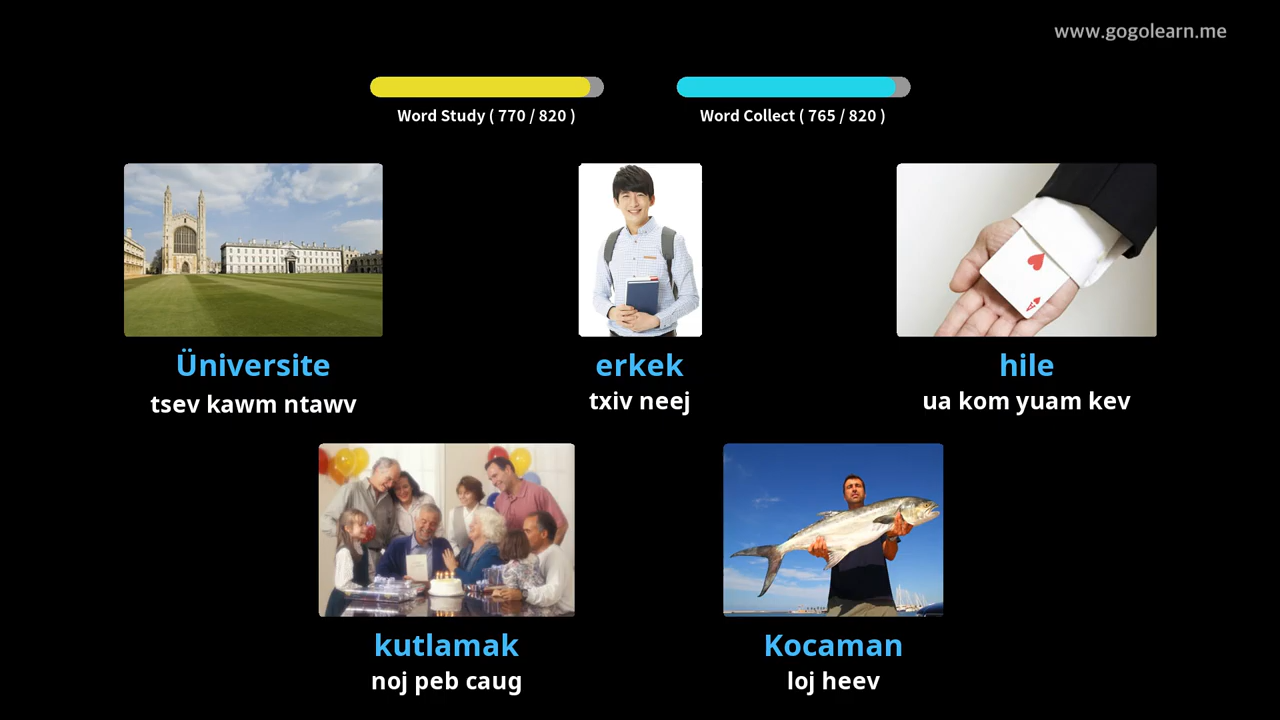 www.gogolearn.me
Word Study ( 770 / 820 )
Word Collect ( 765 / 820 )
Üniversite
tsev kawm ntawv
erkek
txiv neej
hile
ua kom yuam kev
kutlamak
noj peb caug
Kocaman
loj heev